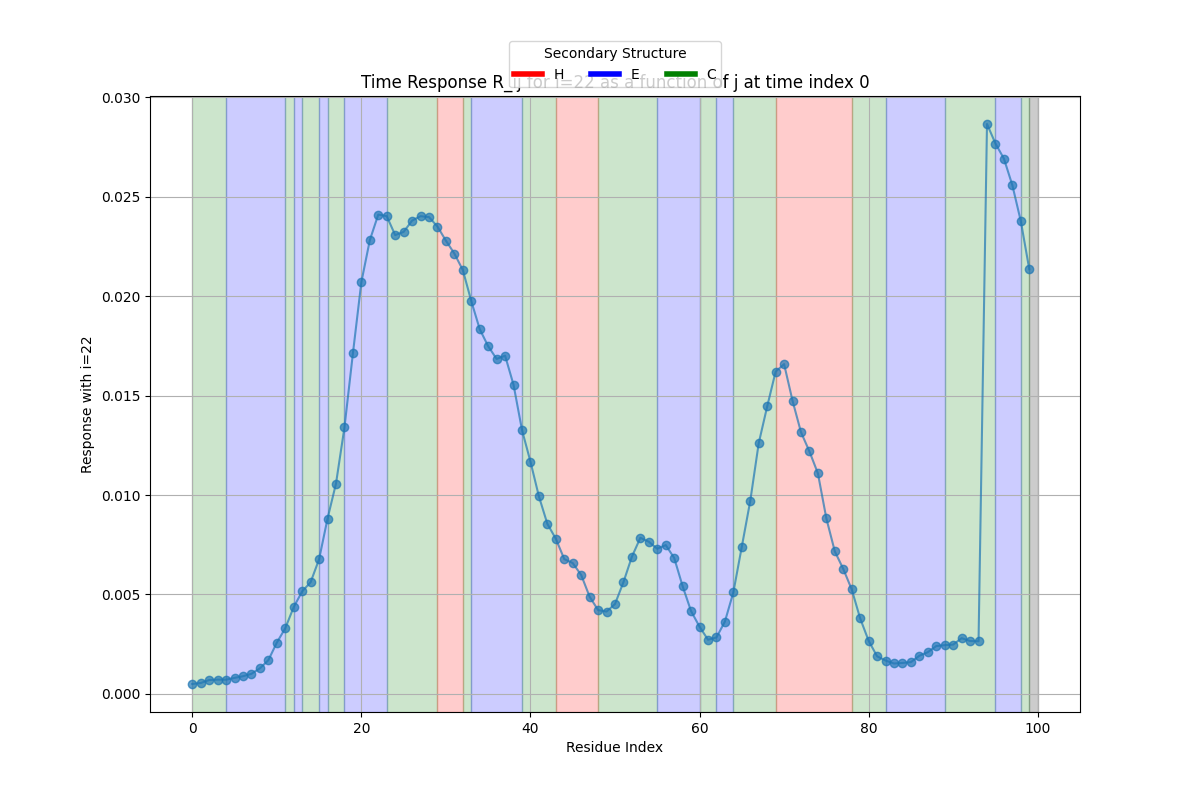 Secondary Structure
H E C
Time Response R_ij for i=22 as a function of j at time index 0
0.030
0.025
0.020
0.015
0.010
0.005
0.000
Response with i=22
0 20 40 60 80 100
Residue Index